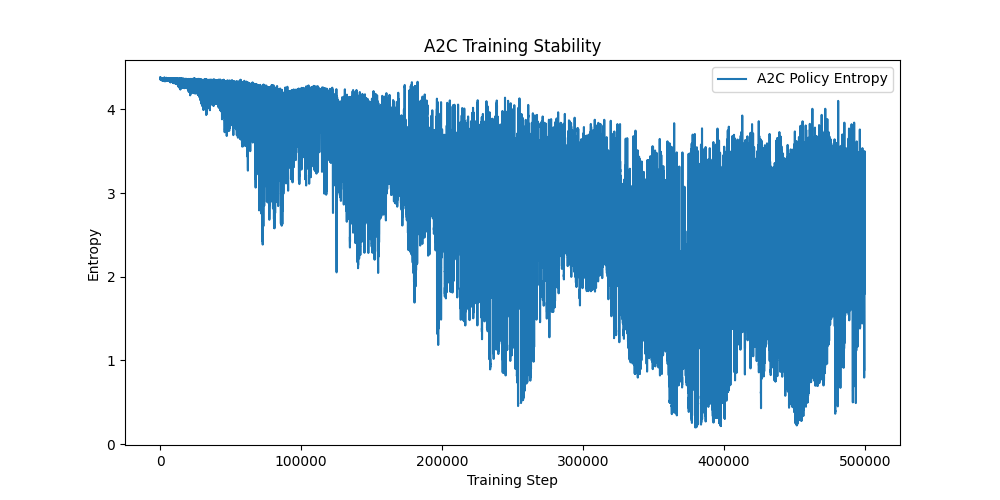 A2C Training Stability
A2C Policy Entropy
Entropy
4
3
2
1
0
0 100000 200000 300000 400000 500000
Training Step